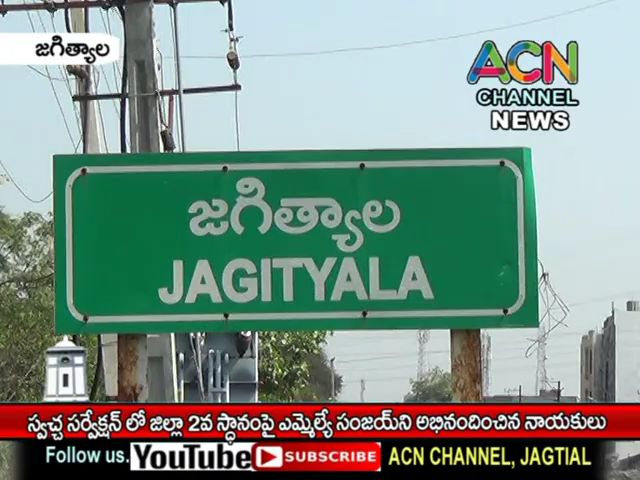 జగిత్యాల
ACN
CHANNEL
NEWS
జగిత్యాల
JAGITYALA
స్వచ్చ సర్వేక్షన్ లో జిల్లా 2వ స్థానంపై ఎమ్మెల్యే సంజయ్‌ని అభినందించిన నాయకులు
Follow us. YouTube SUBSCRIBE ACN CHANNEL, JAGTIAL